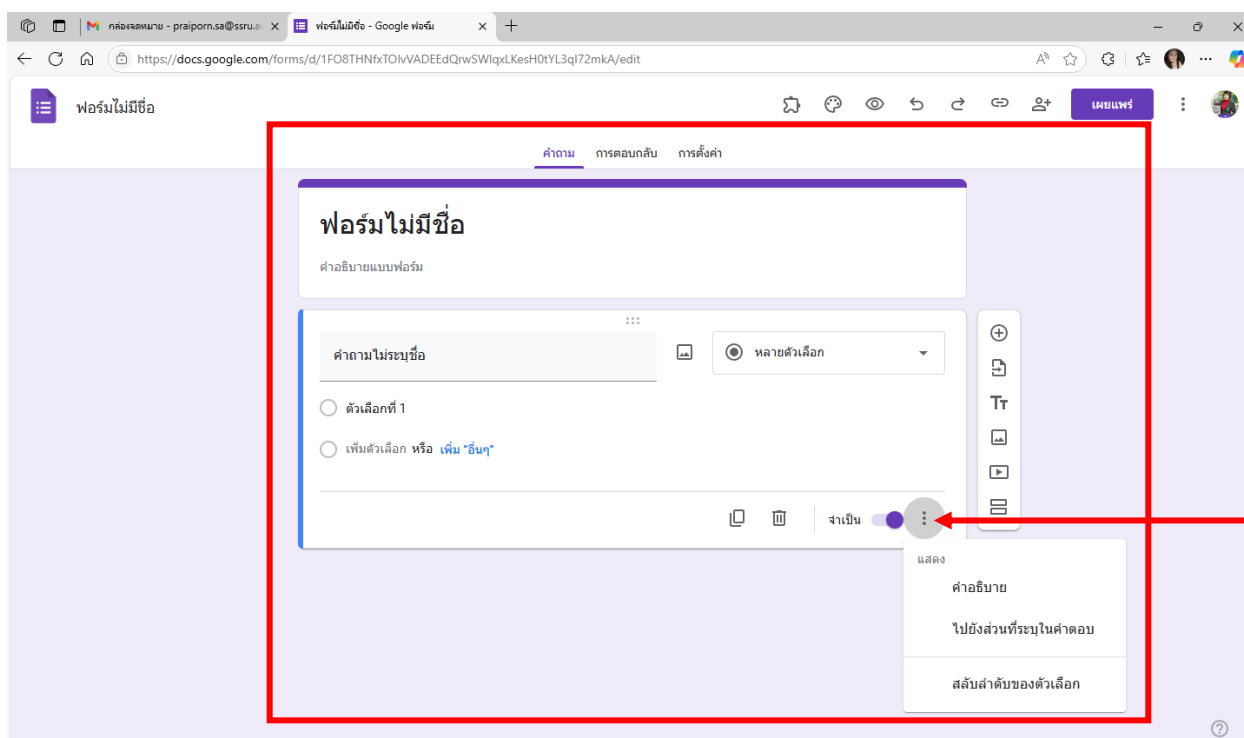 กล่องจดหมาย - praiporn.sa@ssru.ac
ฟอร์มไม่มีชื่อ - Google ฟอร์ม
https://docs.google.com/forms/d/1FO8THNfxTOIvVADEEdQrwSWIqxLKesH0tYL3qI72mkA/edit
ฟอร์มไม่มีชื่อ
เผยแพร่
คำถาม การตอบกลับ การตั้งค่า
ฟอร์มไม่มีชื่อ
คำอธิบายแบบฟอร์ม
คำถามไม่ระบุชื่อ
หลายตัวเลือก
ตัวเลือกที่ 1
เพิ่มตัวเลือก หรือ เพิ่ม "อื่นๆ"
จำเป็น
แสดง
คำอธิบาย
ไปยังส่วนที่ระบุในคำตอบ
สลับลำดับของตัวเลือก